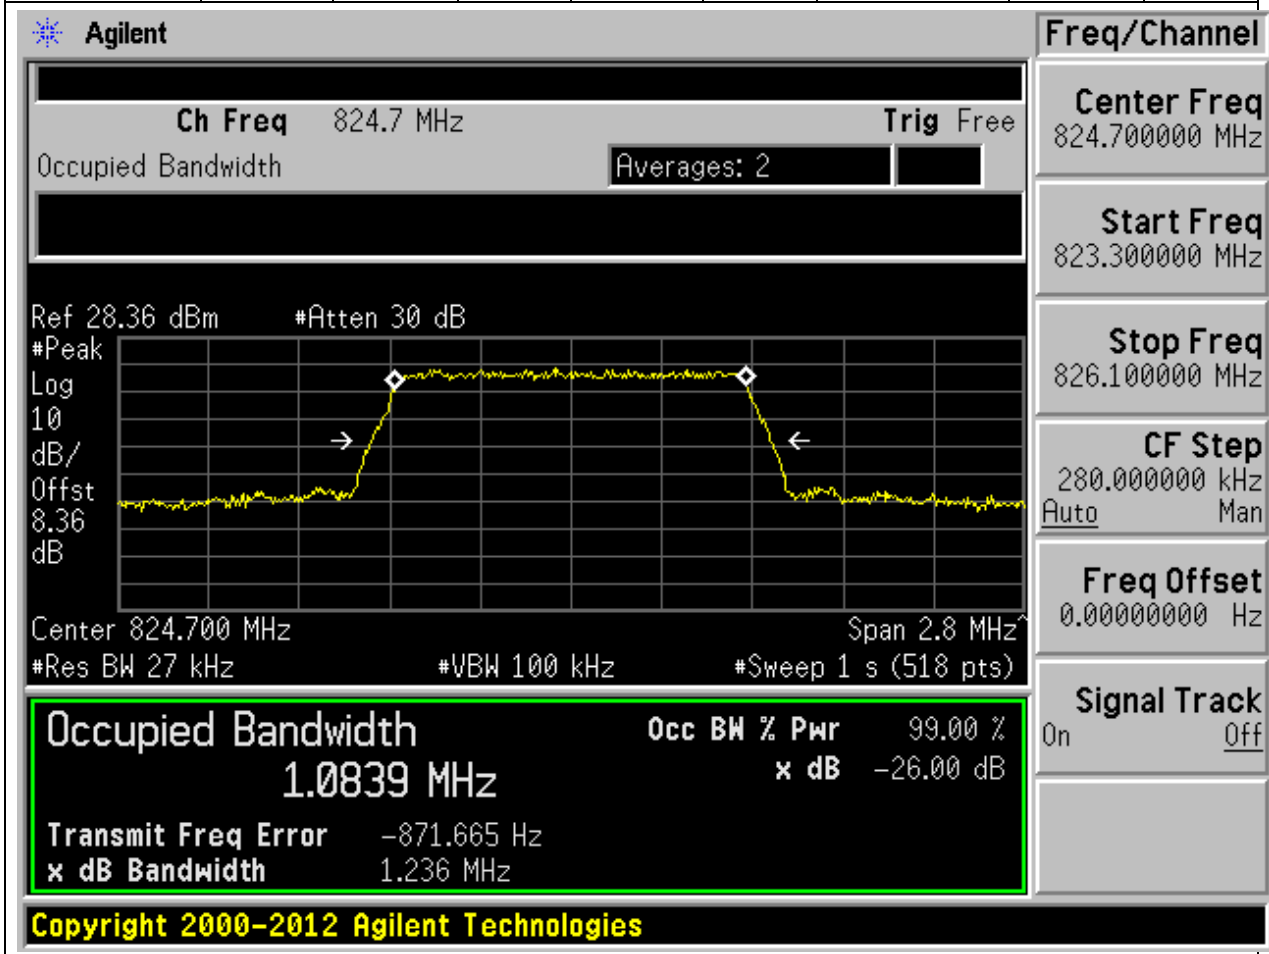 Agilent
Freq/Channel
Ch Freq 824.7 MHz Trig Free
Occupied Bandwidth Averages: 2
Ref 28.36 dBm #Atten 30 dB
#Peak
Log
10
dB/
Offst
8.36
dB
Center 824.700 MHz Span 2.8 MHz^
#Res BW 27 kHz #VBW 100 kHz #Sweep 1 s (518 pts)
Occupied Bandwidth Occ BW % Pwr 99.00 %
1.0839 MHz x dB -26.00 dB
Transmit Freq Error -871.665 Hz
x dB Bandwidth 1.236 MHz
Center Freq
824.700000 MHz
Start Freq
823.300000 MHz
Stop Freq
826.100000 MHz
CF Step
280.000000 kHz
Auto Man
Freq Offset
0.00000000 Hz
Signal Track
On Off
Copyright 2000-2012 Agilent Technologies